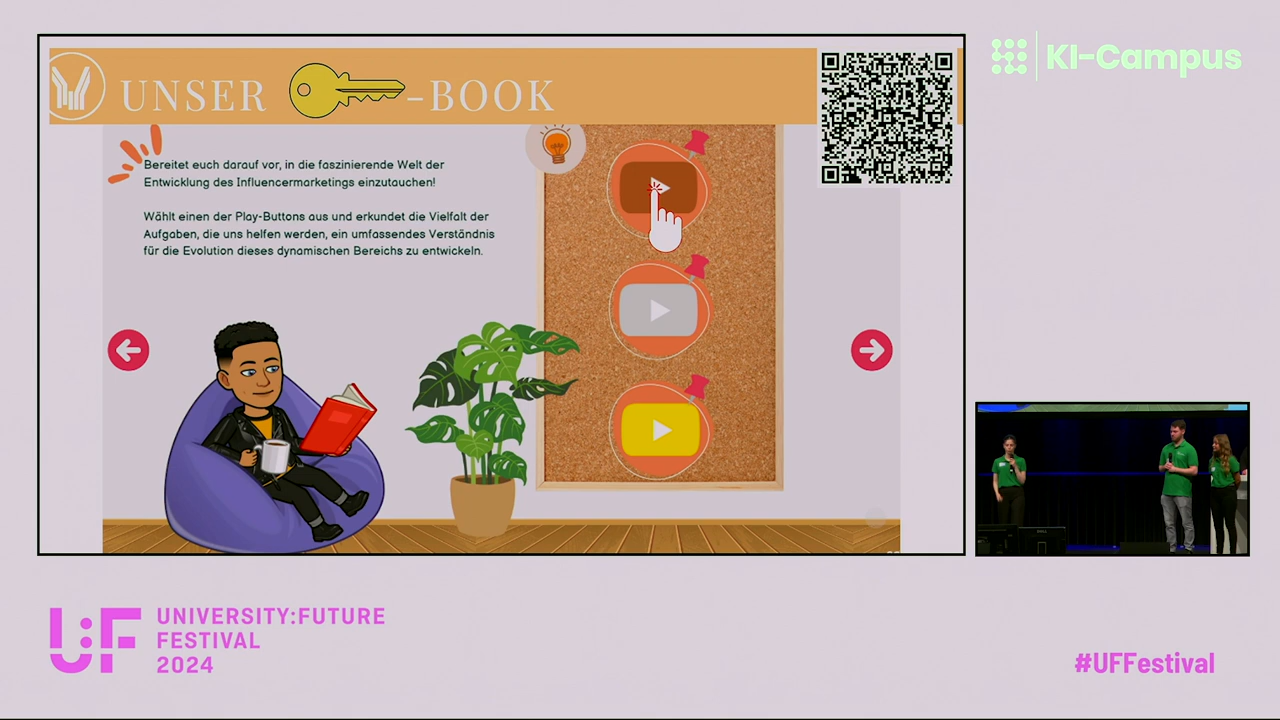 KI-Campus
UNSER -BOOK
Bereitet euch darauf vor, in die faszinierende Welt der
Entwicklung des Influencermarketings einzutauchen!
Wählt einen der Play-Buttons aus und erkundet die Vielfalt der
Aufgaben, die uns helfen werden, ein umfassendes Verständnis
für die Evolution dieses dynamischen Bereichs zu entwickeln.
U:F UNIVERSITY:FUTURE
FESTIVAL
2024
#UFFestival